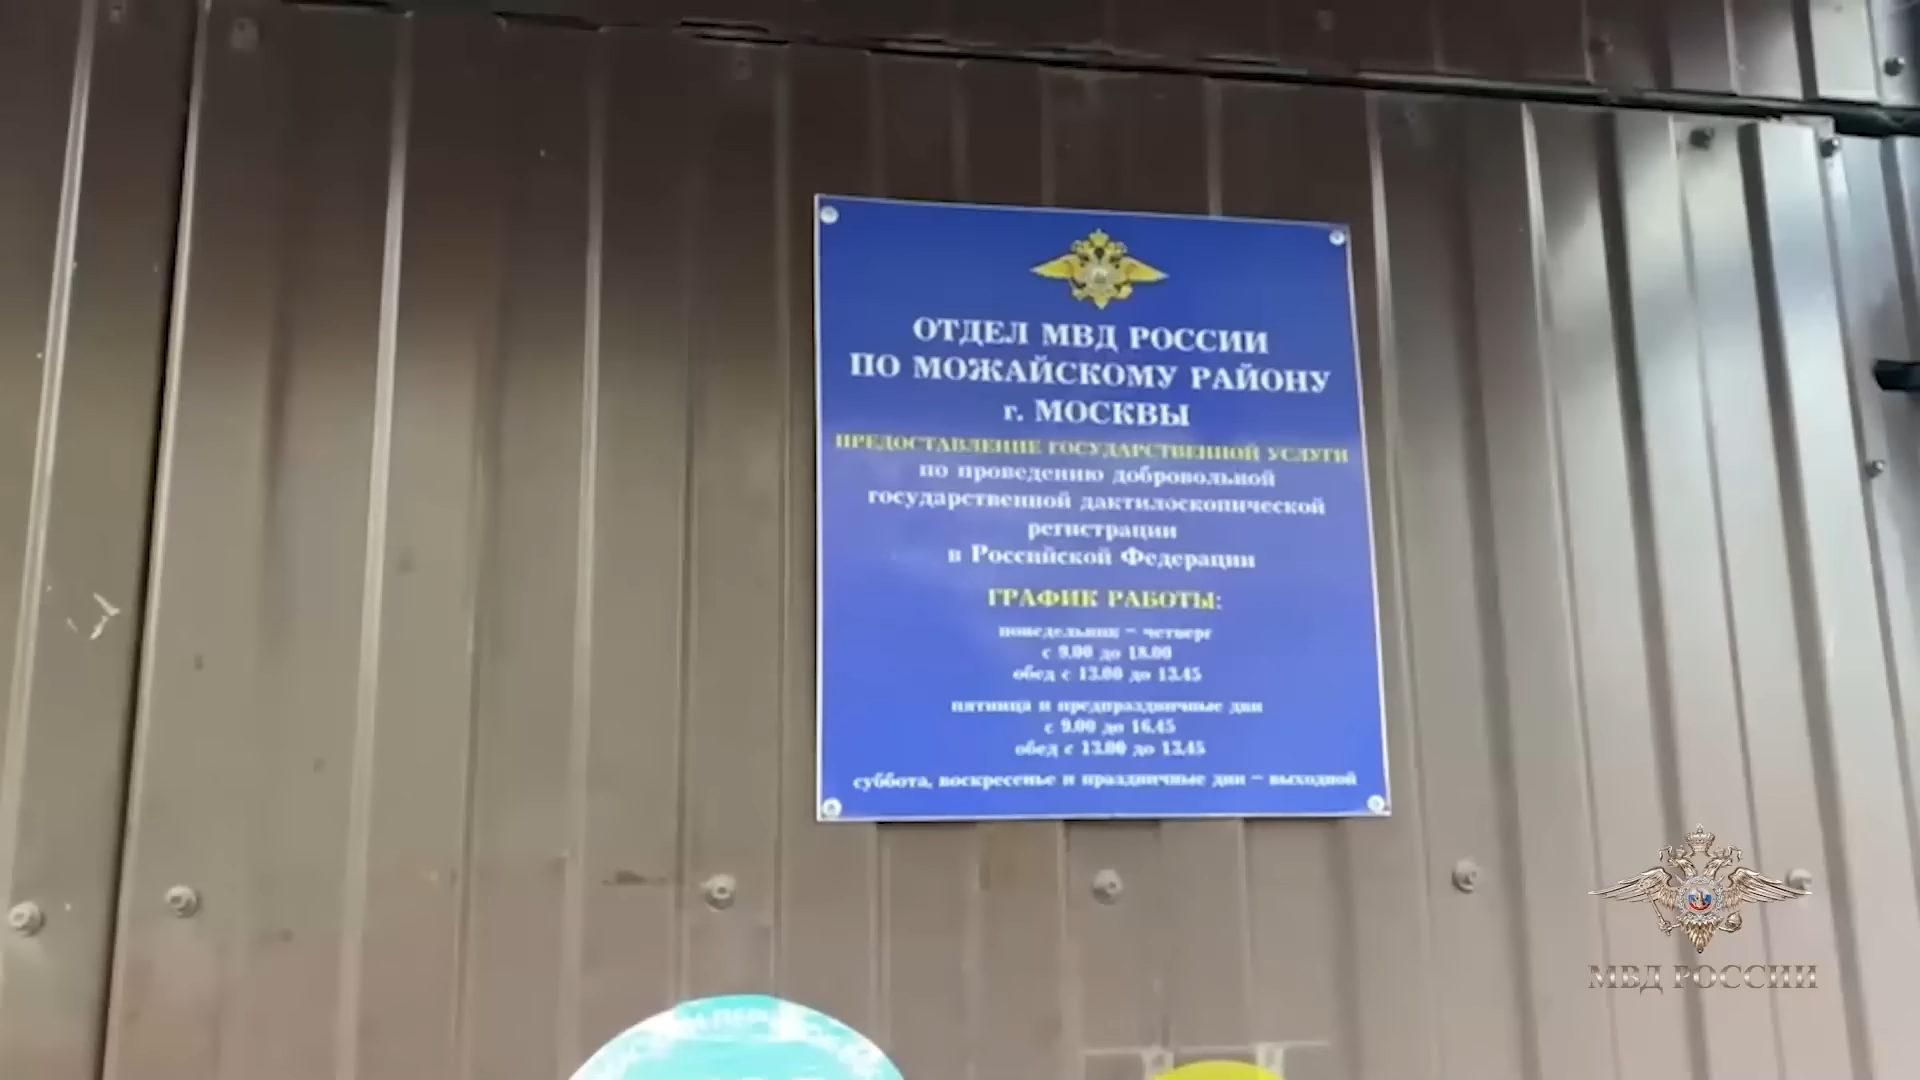 ОТДЕЛ МВД РОССИИ
ПО МОЖАЙСКОМУ РАЙОНУ
г. МОСКВЫ
ПРЕДОСТАВЛЕНИЕ ГОСУДАРСТВЕННОЙ УСЛУГИ
по проведению добровольной
государственной дактилоскопической
регистрации
в Российской Федерации
ГРАФИК РАБОТЫ:
понедельник – четверг
с 9.00 до 18.00
обед с 13.00 до 13.45
пятница и предпраздничные дни
с 9.00 до 16.45
обед с 13.00 до 13.45
суббота, воскресенье и праздничные дни – выходной
МВД РОССИИ